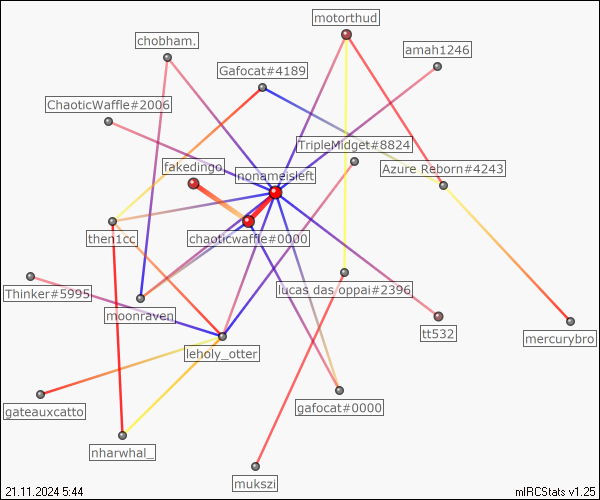 motorthud
chobham.
amah1246
Gafocat#4189
ChaoticWaffle#2006
TripleMidget#8824
fakedingo
Azure Reborn#4243
nonameisleft
then1cc
chaoticwaffle#0000
Thinker#5995
lucas das oppai#2396
moonraven
tt532
mercurybro
leholy_otter
gateauxcatto
gafocat#0000
nharwhal_
mukszi
21.11.2024 5:44
mIRCStats v1.25